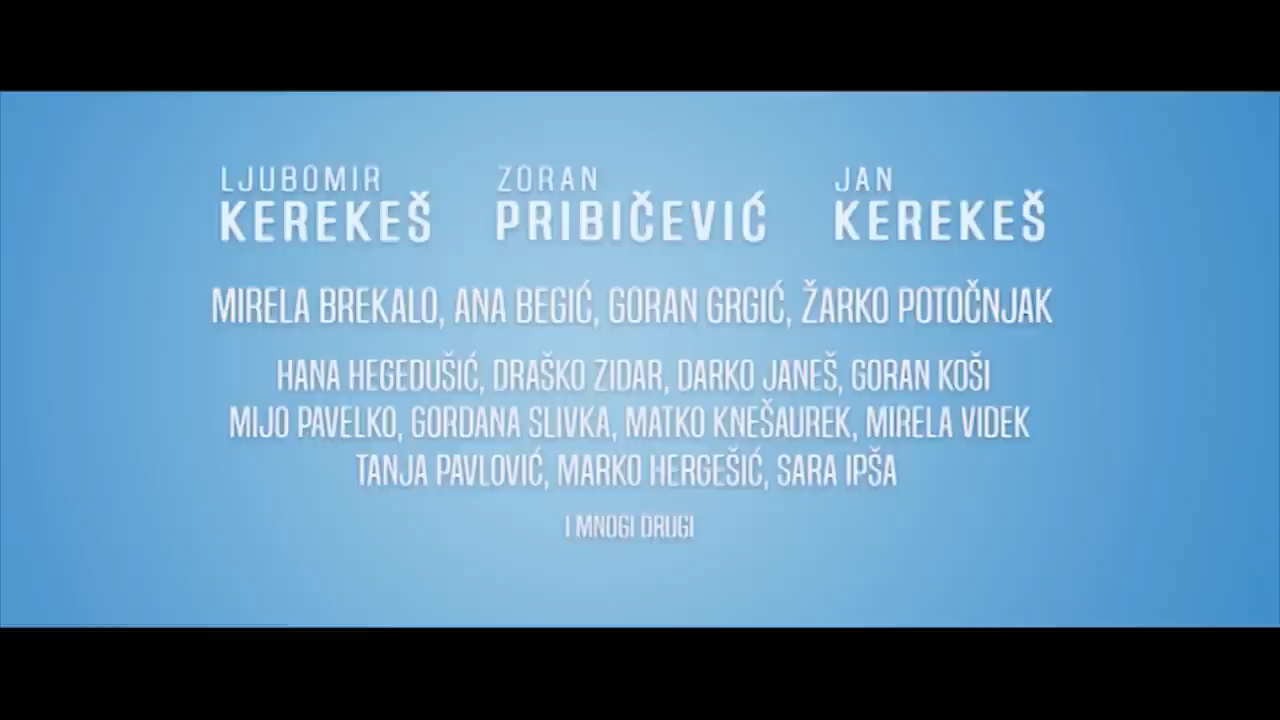 LJUBOMIR KEREKEŠ
ZORAN PRIBIČEVIĆ
JAN KEREKEŠ
MIRELA BREKALO, ANA BEGIĆ, GORAN GRGIĆ, ŽARKO POTOČNJAK
HANA HEGEDUŠIĆ, DRAŠKO ZIDAR, DARKO JANEŠ, GORAN KOŠI
MIJO PAVELKO, GORDANA SLIVKA, MATKO KNEŠAUREK, MIRELA VIDEK
TANJA PAVLOVIĆ, MARKO HERGEŠIĆ, SARA IPŠA
I MNOGI DRUGI